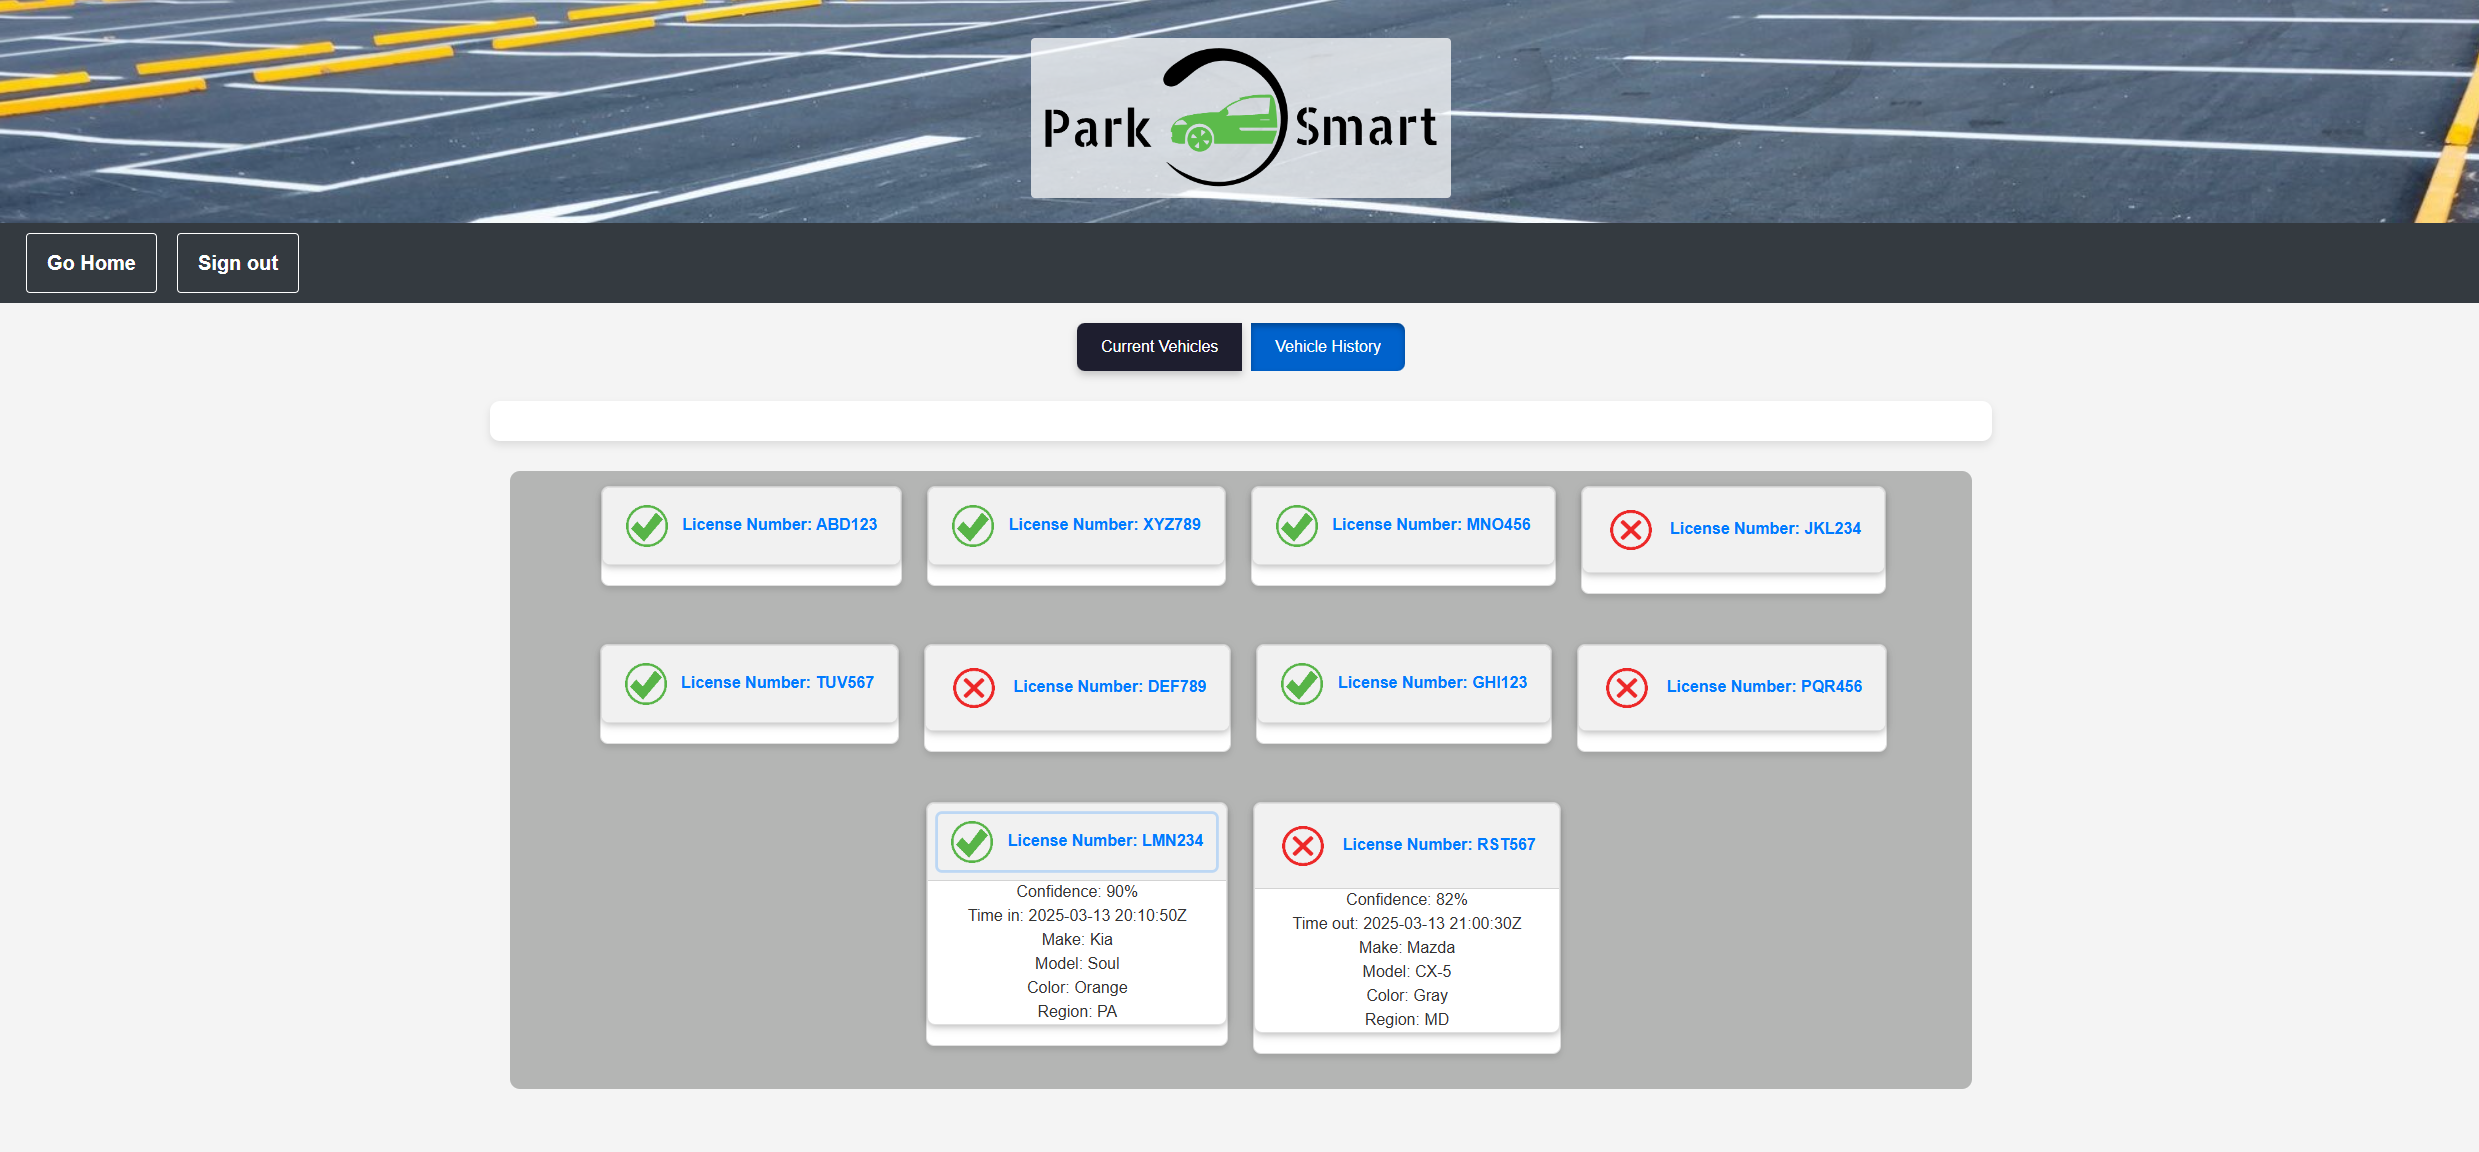 Park Smart
Go Home
Sign out
Current Vehicles
Vehicle History
License Number: ABD123
License Number: XYZ789
License Number: MNO456
License Number: JKL234
License Number: TUV567
License Number: DEF789
License Number: GHI123
License Number: PQR456
License Number: LMN234
Confidence: 90%
Time in: 2025-03-13 20:10:50Z
Make: Kia
Model: Soul
Color: Orange
Region: PA
License Number: RST567
Confidence: 82%
Time out: 2025-03-13 21:00:30Z
Make: Mazda
Model: CX-5
Color: Gray
Region: MD